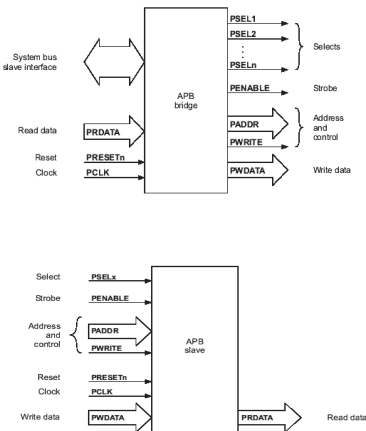 PSEL1
PSEL2
PSELn
Selects
System bus
slave interface
APB
bridge
PENABLE
Strobe
Read data
PRDATA
PADDR
Address
and
control
PWRITE
Reset
PRESETn
Clock
PCLK
PWDATA
Write data
Select
PSELx
Strobe
PENABLE
Address
and
control
PADDR
PWRITE
APB
slave
Reset
PRESETn
Clock
PCLK
Write data
PWDATA
PRDATA
Read data